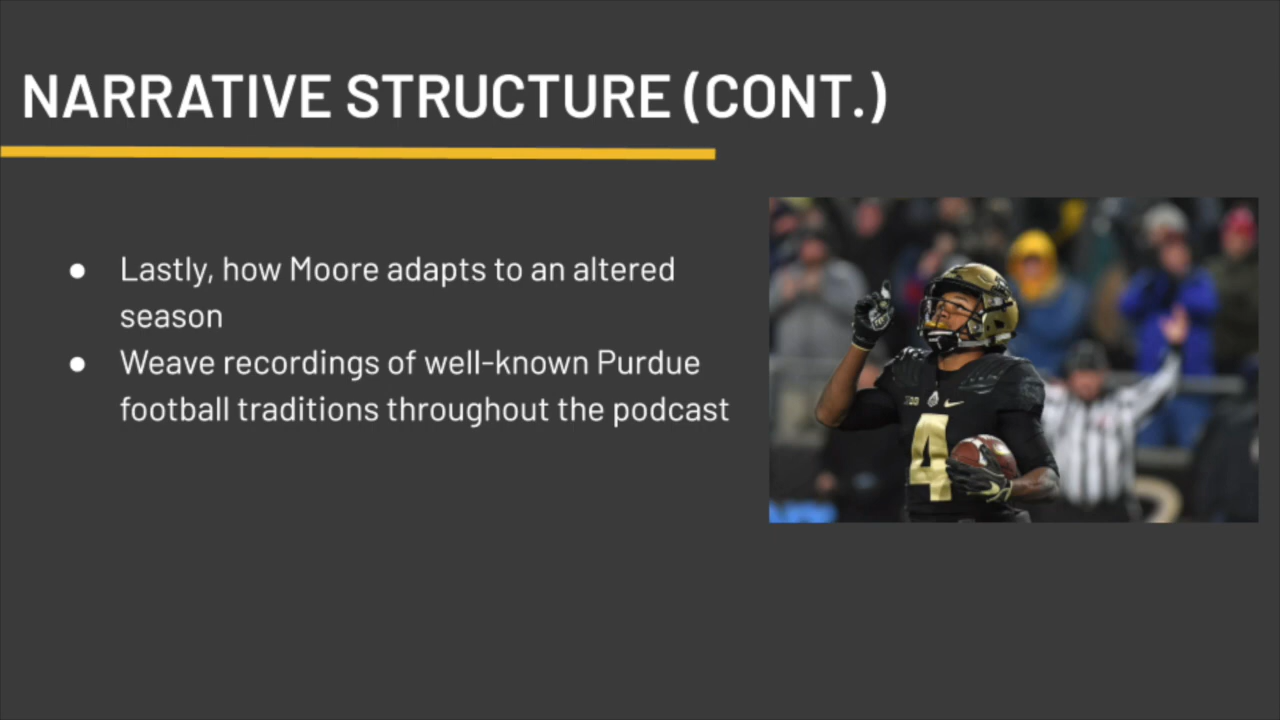 NARRATIVE STRUCTURE (CONT.)
● Lastly, how Moore adapts to an altered
season
● Weave recordings of well-known Purdue
football traditions throughout the podcast
4